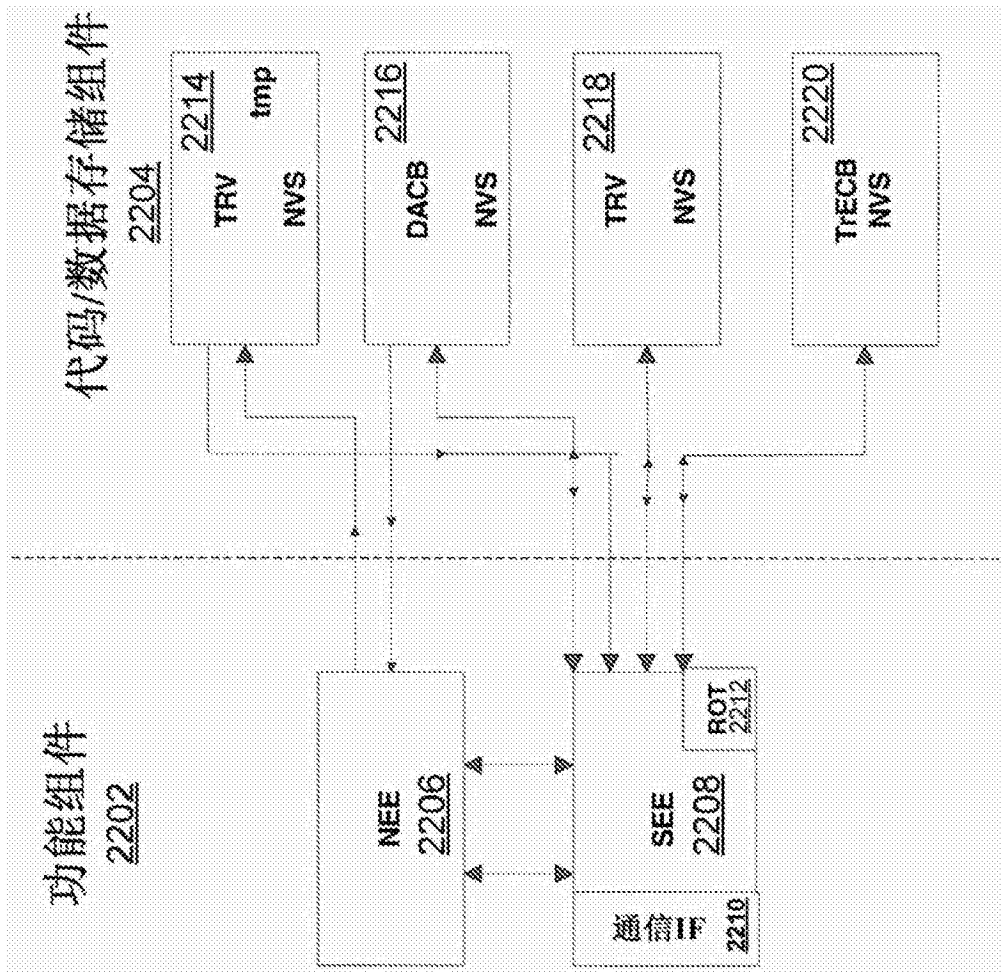 功能组件
2202
代码/数据存储组件
2204
NEE
2206
SEE
2208
通信IF
2210
ROT
2212
2214
TRV
tmp
NVS
2216
DACB
NVS
2218
TRV
NVS
2220
TrECB
NVS